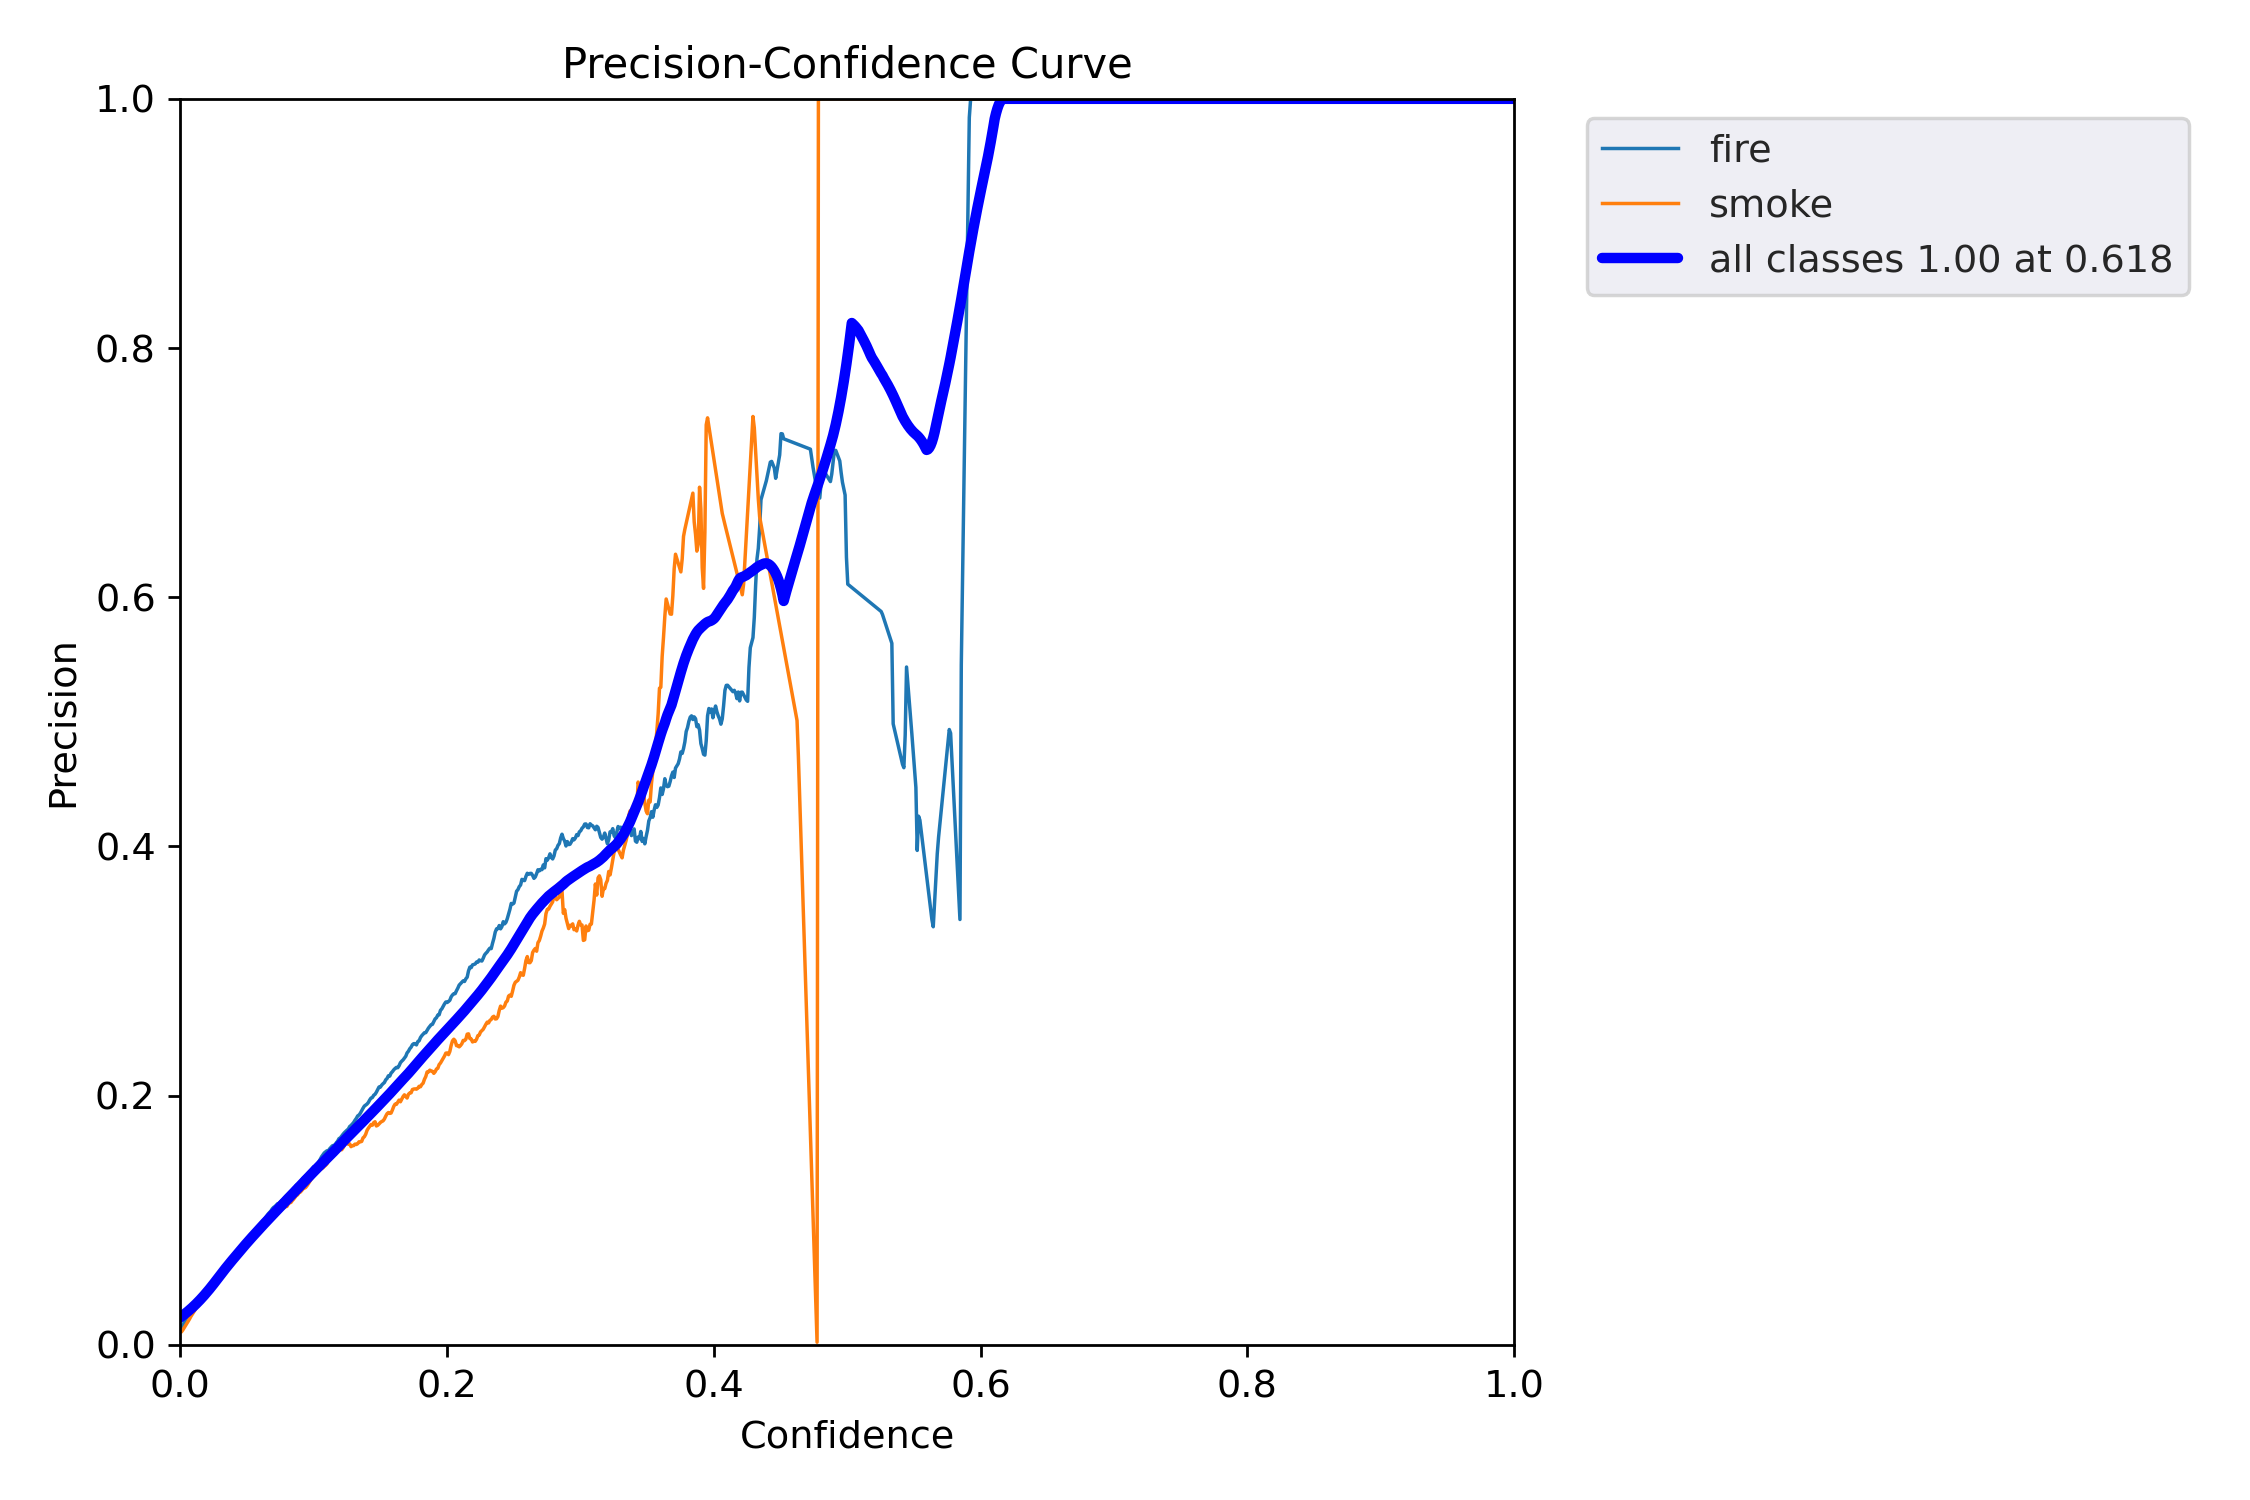 Precision-Confidence Curve
1.0
0.8
0.6
0.4
0.2
0.0
Precision
0.0 0.2 0.4 0.6 0.8 1.0
Confidence
fire
smoke
all classes 1.00 at 0.618